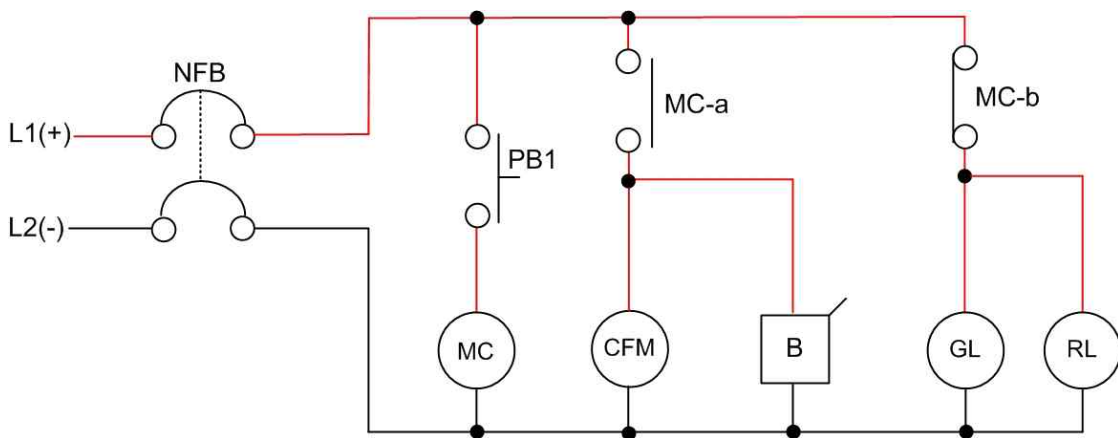 NFB
L1(+)
L2(-)
PB1
MC-a
MC-b
MC
CFM
B
GL
RL